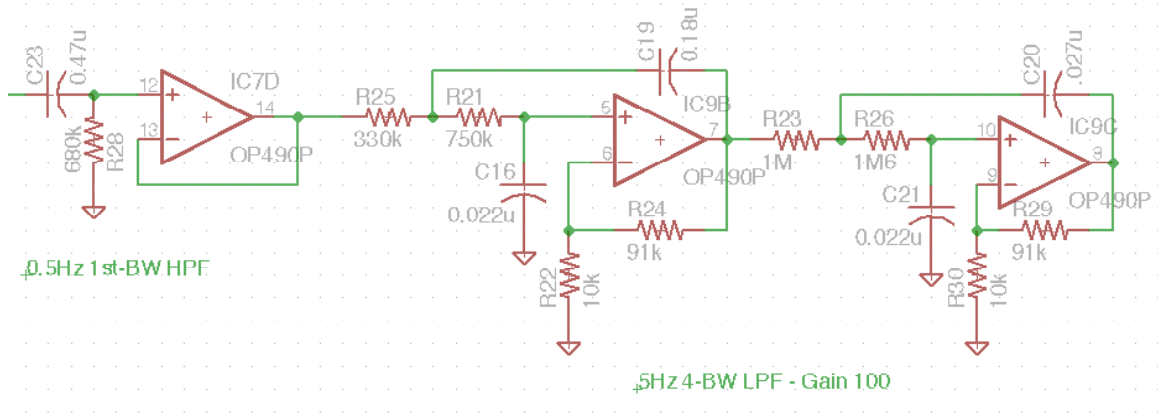 C23
0.47u
12
13
680k
R28
IC7D
14
OP490P
0.5Hz 1st-BW HPF
R25
330k
R21
750k
C16
0.022u
C19
0.18u
5
6
IC9B
7
OP490P
R24
91k
R22
10k
R23
1M
R26
1M6
C21
0.022u
C20
.027u
10
9
IC9C
8
OP490P
R29
91k
R30
10k
5Hz 4-BW LPF - Gain 100